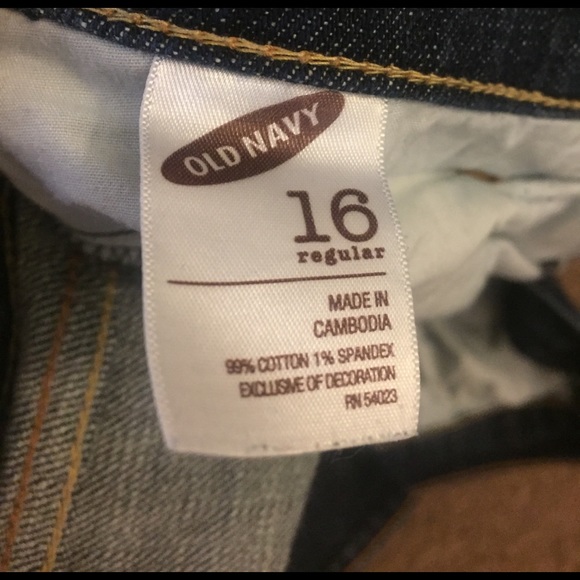 OLD NAVY
16
regular
MADE IN
CAMBODIA
99% COTTON 1% SPANDEX
EXCLUSIVE OF DECORATION
RN 54023